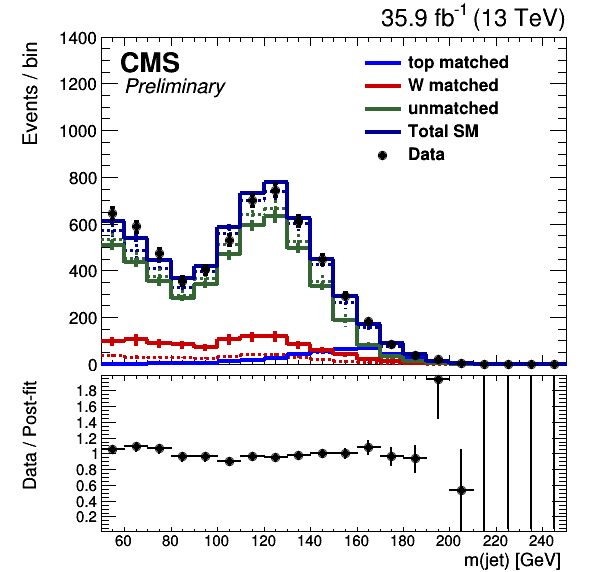 35.9 fb⁻¹ (13 TeV)
CMS
Preliminary
top matched
W matched
unmatched
Total SM
Data
Events / bin
1400
1200
1000
800
600
400
200
0
Data / Post-fit
1.8
1.6
1.4
1.2
1
0.8
0.6
0.4
0.2
60 80 100 120 140 160 180 200 220 240
m(jet) [GeV]